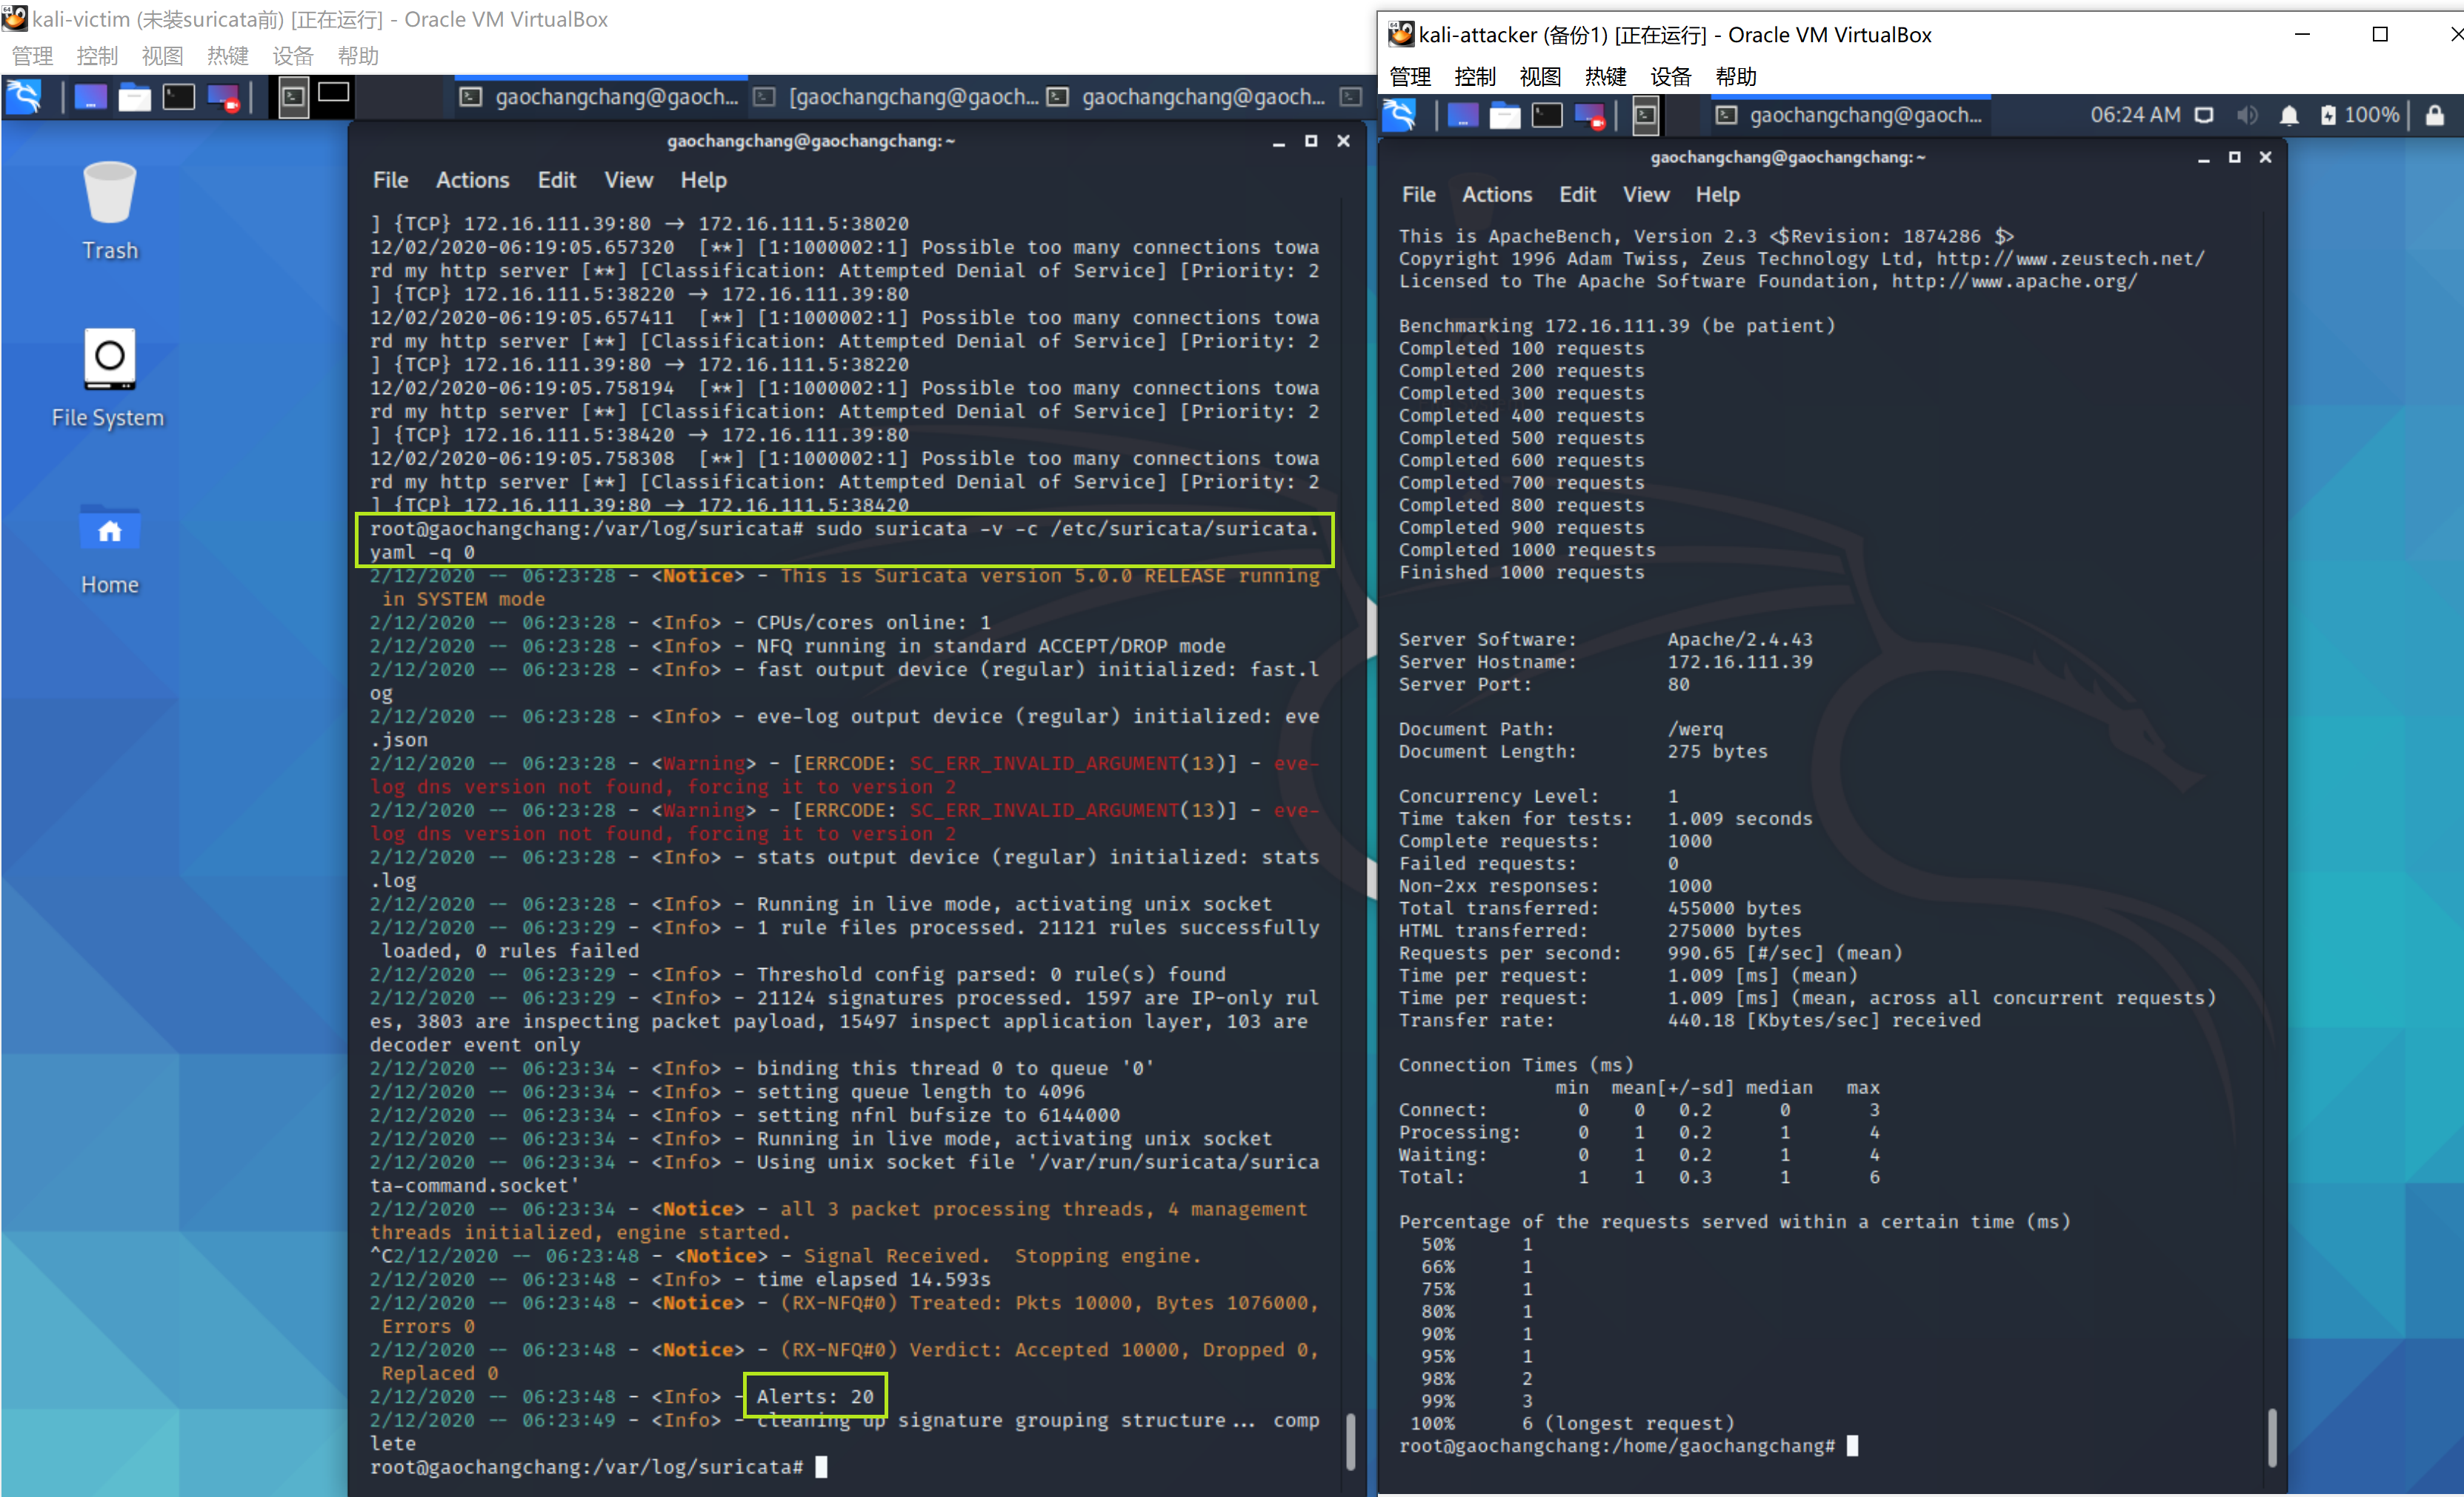 kali-victim (未装suricata前) [正在运行] - Oracle VM VirtualBox
管理 控制 视图 热键 设备 帮助
gaochangchang@gaoch... [gaochangchang@gaoch... gaochangchang@gaoch...
Trash
File System
Home
gaochangchang@gaochangchang:~
File Actions Edit View Help
] {TCP} 172.16.111.39:80 → 172.16.111.5:38020
12/02/2020-06:19:05.657320 [**] [1:1000002:1] Possible too many connections towa
rd my http server [**] [Classification: Attempted Denial of Service] [Priority: 2
] {TCP} 172.16.111.5:38220 → 172.16.111.39:80
12/02/2020-06:19:05.657411 [**] [1:1000002:1] Possible too many connections towa
rd my http server [**] [Classification: Attempted Denial of Service] [Priority: 2
] {TCP} 172.16.111.39:80 → 172.16.111.5:38220
12/02/2020-06:19:05.758194 [**] [1:1000002:1] Possible too many connections towa
rd my http server [**] [Classification: Attempted Denial of Service] [Priority: 2
] {TCP} 172.16.111.5:38420 → 172.16.111.39:80
12/02/2020-06:19:05.758308 [**] [1:1000002:1] Possible too many connections towa
rd my http server [**] [Classification: Attempted Denial of Service] [Priority: 2
] {TCP} 172.16.111.39:80 → 172.16.111.5:38420
root@gaochangchang:/var/log/suricata# sudo suricata -v -c /etc/suricata/suricata.
yaml -q 0
2/12/2020 -- 06:23:28 - <Notice> - This is Suricata version 5.0.0 RELEASE running
in SYSTEM mode
2/12/2020 -- 06:23:28 - <Info> - CPUs/cores online: 1
2/12/2020 -- 06:23:28 - <Info> - NFQ running in standard ACCEPT/DROP mode
2/12/2020 -- 06:23:28 - <Info> - fast output device (regular) initialized: fast.l
og
2/12/2020 -- 06:23:28 - <Info> - eve-log output device (regular) initialized: eve
.json
2/12/2020 -- 06:23:28 - <Warning> - [ERRCODE: SC_ERR_INVALID_ARGUMENT(13)] - eve-
log dns version not found, forcing it to version 2
2/12/2020 -- 06:23:28 - <Warning> - [ERRCODE: SC_ERR_INVALID_ARGUMENT(13)] - eve-
log dns version not found, forcing it to version 2
2/12/2020 -- 06:23:28 - <Info> - stats output device (regular) initialized: stats
.log
2/12/2020 -- 06:23:28 - <Info> - Running in live mode, activating unix socket
2/12/2020 -- 06:23:29 - <Info> - 1 rule files processed. 21121 rules successfully
loaded, 0 rules failed
2/12/2020 -- 06:23:29 - <Info> - Threshold config parsed: 0 rule(s) found
2/12/2020 -- 06:23:29 - <Info> - 21124 signatures processed. 1597 are IP-only rul
es, 3803 are inspecting packet payload, 15497 inspect application layer, 103 are
decoder event only
2/12/2020 -- 06:23:34 - <Info> - binding this thread 0 to queue '0'
2/12/2020 -- 06:23:34 - <Info> - setting queue length to 4096
2/12/2020 -- 06:23:34 - <Info> - setting nfnl bufsize to 6144000
2/12/2020 -- 06:23:34 - <Info> - Running in live mode, activating unix socket
2/12/2020 -- 06:23:34 - <Info> - Using unix socket file '/var/run/suricata/surica
ta-command.socket'
2/12/2020 -- 06:23:34 - <Notice> - all 3 packet processing threads, 4 management
threads initialized, engine started.
^C2/12/2020 -- 06:23:48 - <Notice> - Signal Received. Stopping engine.
2/12/2020 -- 06:23:48 - <Info> - time elapsed 14.593s
2/12/2020 -- 06:23:48 - <Notice> - (RX-NFQ#0) Treated: Pkts 10000, Bytes 1076000,
Errors 0
2/12/2020 -- 06:23:48 - <Notice> - (RX-NFQ#0) Verdict: Accepted 10000, Dropped 0,
Replaced 0
2/12/2020 -- 06:23:48 - <Info> - Alerts: 20
2/12/2020 -- 06:23:49 - <Info> - cleaning up signature grouping structure... comp
lete
root@gaochangchang:/var/log/suricata#
kali-attacker (备份1) [正在运行] - Oracle VM VirtualBox
管理 控制 视图 热键 设备 帮助
gaochangchang@gaoch... 06:24 AM 100%
gaochangchang@gaochangchang:~
File Actions Edit View Help
This is ApacheBench, Version 2.3 <$Revision: 1874286 $>
Copyright 1996 Adam Twiss, Zeus Technology Ltd, http://www.zeustech.net/
Licensed to The Apache Software Foundation, http://www.apache.org/
Benchmarking 172.16.111.39 (be patient)
Completed 100 requests
Completed 200 requests
Completed 300 requests
Completed 400 requests
Completed 500 requests
Completed 600 requests
Completed 700 requests
Completed 800 requests
Completed 900 requests
Completed 1000 requests
Finished 1000 requests
Server Software: Apache/2.4.43
Server Hostname: 172.16.111.39
Server Port: 80
Document Path: /werq
Document Length: 275 bytes
Concurrency Level: 1
Time taken for tests: 1.009 seconds
Complete requests: 1000
Failed requests: 0
Non-2xx responses: 1000
Total transferred: 455000 bytes
HTML transferred: 275000 bytes
Requests per second: 990.65 [#/sec] (mean)
Time per request: 1.009 [ms] (mean)
Time per request: 1.009 [ms] (mean, across all concurrent requests)
Transfer rate: 440.18 [Kbytes/sec] received
Connection Times (ms)
min mean[+/-sd] median max
Connect: 0 0 0.2 0 3
Processing: 0 1 0.2 1 4
Waiting: 0 1 0.2 1 4
Total: 1 1 0.3 1 6
Percentage of the requests served within a certain time (ms)
50% 1
66% 1
75% 1
80% 1
90% 1
95% 1
98% 2
99% 3
100% 6 (longest request)
root@gaochangchang:/home/gaochangchang#